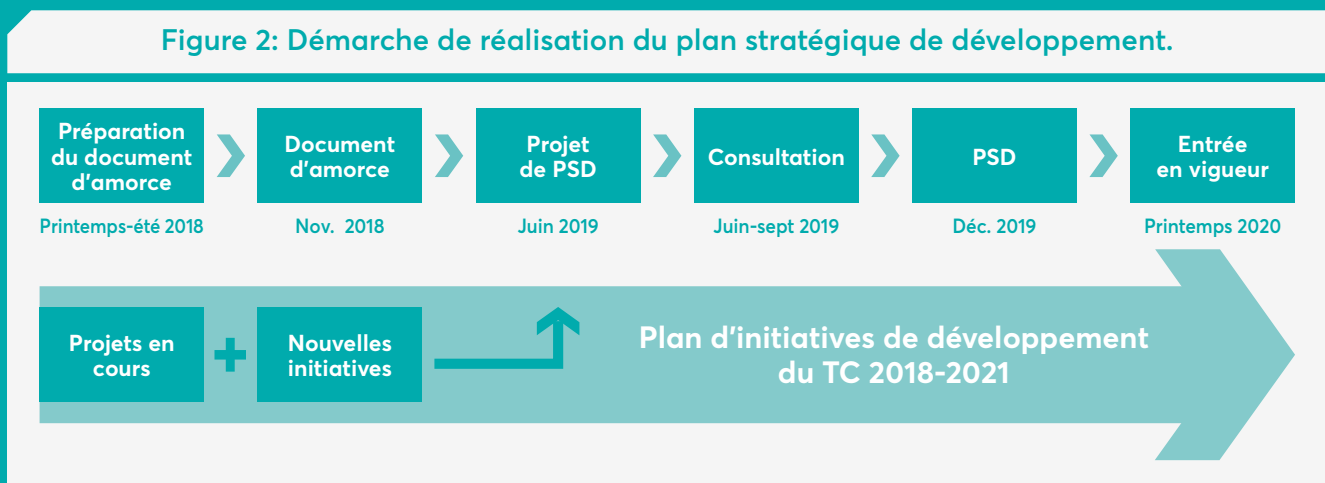 Figure 2: Démarche de réalisation du plan stratégique de développement.
Préparation
du document
d'amorce
Printemps-été 2018
Document
d'amorce
Nov. 2018
Projet
de PSD
Juin 2019
Consultation
Juin-sept 2019
PSD
Déc. 2019
Entrée
en vigueur
Printemps 2020
Projets en
cours
+
Nouvelles
initiatives
Plan d'initiatives de développement
du TC 2018-2021